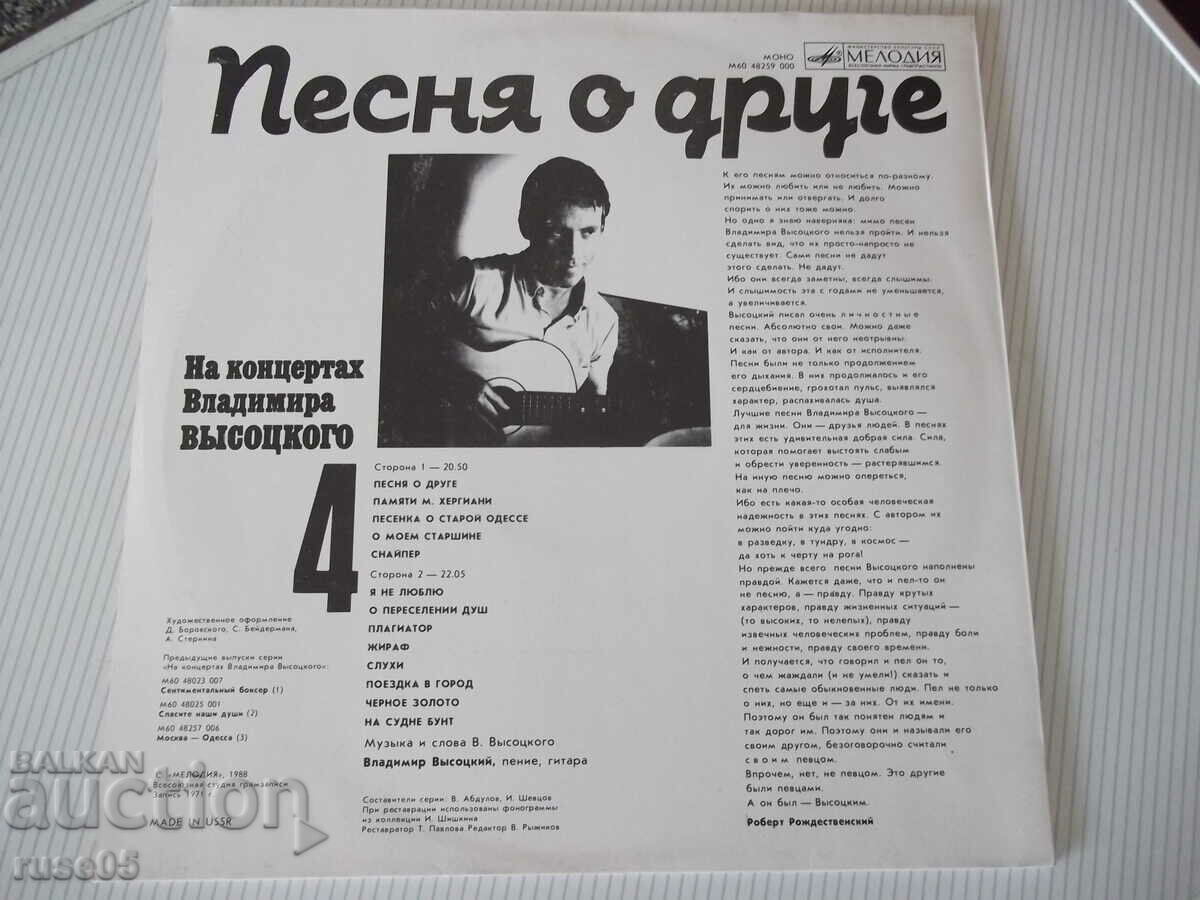 Песня о друге
МОНО
М60 48259 000
МИНИСТЕРСТВО КУЛЬТУРЫ СССР
МЕЛОДИЯ
ВСЕСОЮЗНАЯ ФИРМА ГРАМПЛАСТИНОК
На концертах
Владимира
ВЫСОЦКОГО
4
Сторона 1 — 20.50
ПЕСНЯ О ДРУГЕ
ПАМЯТИ М. ХЕРГИАНИ
ПЕСЕНКА О СТАРОЙ ОДЕССЕ
О МОЕМ СТАРШИНЕ
СНАЙПЕР
Сторона 2 — 22.05
Я НЕ ЛЮБЛЮ
О ПЕРЕСЕЛЕНИИ ДУШ
ПЛАГИАТОР
ЖИРАФ
СЛУХИ
ПОЕЗДКА В ГОРОД
ЧЕРНОЕ ЗОЛОТО
НА СУДНЕ БУНТ
Музыка и слова В. Высоцкого
Владимир Высоцкий, пение, гитара
Составители серии: В. Абдулов, И. Шевцов
При реставрации использованы фонограммы
из коллекции И. Шишкина
Реставратор Т. Павлова Редактор В. Рыжиков
Художественное оформление
Д. Боровского, С. Бейдермана,
А. Стернина
Предыдущие выпуски серии
«На концертах Владимира Высоцкого»:
М60 48023 007
Сентиментальный боксер (1)
М60 48025 001
Спасите наши души (2)
М60 48257 006
Москва — Одесса (3)
© «МЕЛОДИЯ», 1988
Всесоюзная студия грамзаписи
Запись 1971 г.
MADE IN USSR
К его песням можно относиться по-разному.
Их можно любить или не любить. Можно
принимать или отвергать. И долго
спорить о них тоже можно.
Но одно я знаю наверняка: мимо песен
Владимира Высоцкого нельзя пройти. И нельзя
сделать вид, что их просто-напросто не
существует. Сами песни не дадут
этого сделать. Не дадут.
Ибо они всегда заметны, всегда слышимы.
И слышимость эта с годами не уменьшается,
а увеличивается.
Высоцкий писал очень личностные
песни. Абсолютно свои. Можно даже
сказать, что они от него неотрывны.
И как от автора. И как от исполнителя.
Песни были не только продолжением
его дыхания. В них продолжалось и его
сердцебиение, грохотал пульс, выявлялся
характер, распахивалась душа.
Лучшие песни Владимира Высоцкого —
для жизни. Они — друзья людей. В песнях
этих есть удивительная добрая сила. Сила,
которая помогает выстоять слабым
и обрести уверенность — растерявшимся.
На иную песню можно опереться,
как на плечо.
Ибо есть какая-то особая человеческая
надежность в этих песнях. С автором их
можно пойти куда угодно:
в разведку, в тундру, в космос —
да хоть к черту на рога!
Но прежде всего песни Высоцкого наполнены
правдой. Кажется даже, что и пел-то он
не песню, а — правду. Правду крутых
характеров, правду жизненных ситуаций —
(то высоких, то нелепых), правду
извечных человеческих проблем, правду боли
и нежности, правду своего времени.
И получается, что говорил и пел он то,
о чем жаждали (и не умели!) сказать и
спеть самые обыкновенные люди. Пел не только
о них, но еще и — за них. От их имени.
Поэтому он был так понятен людям и
так дорог им. Поэтому они и называли его
своим другом, безоговорочно считали
своим певцом.
Впрочем, нет, не певцом. Это другие
были певцами.
А он был — Высоцким.
Роберт Рождественский
BALKAN
auction
ruse05